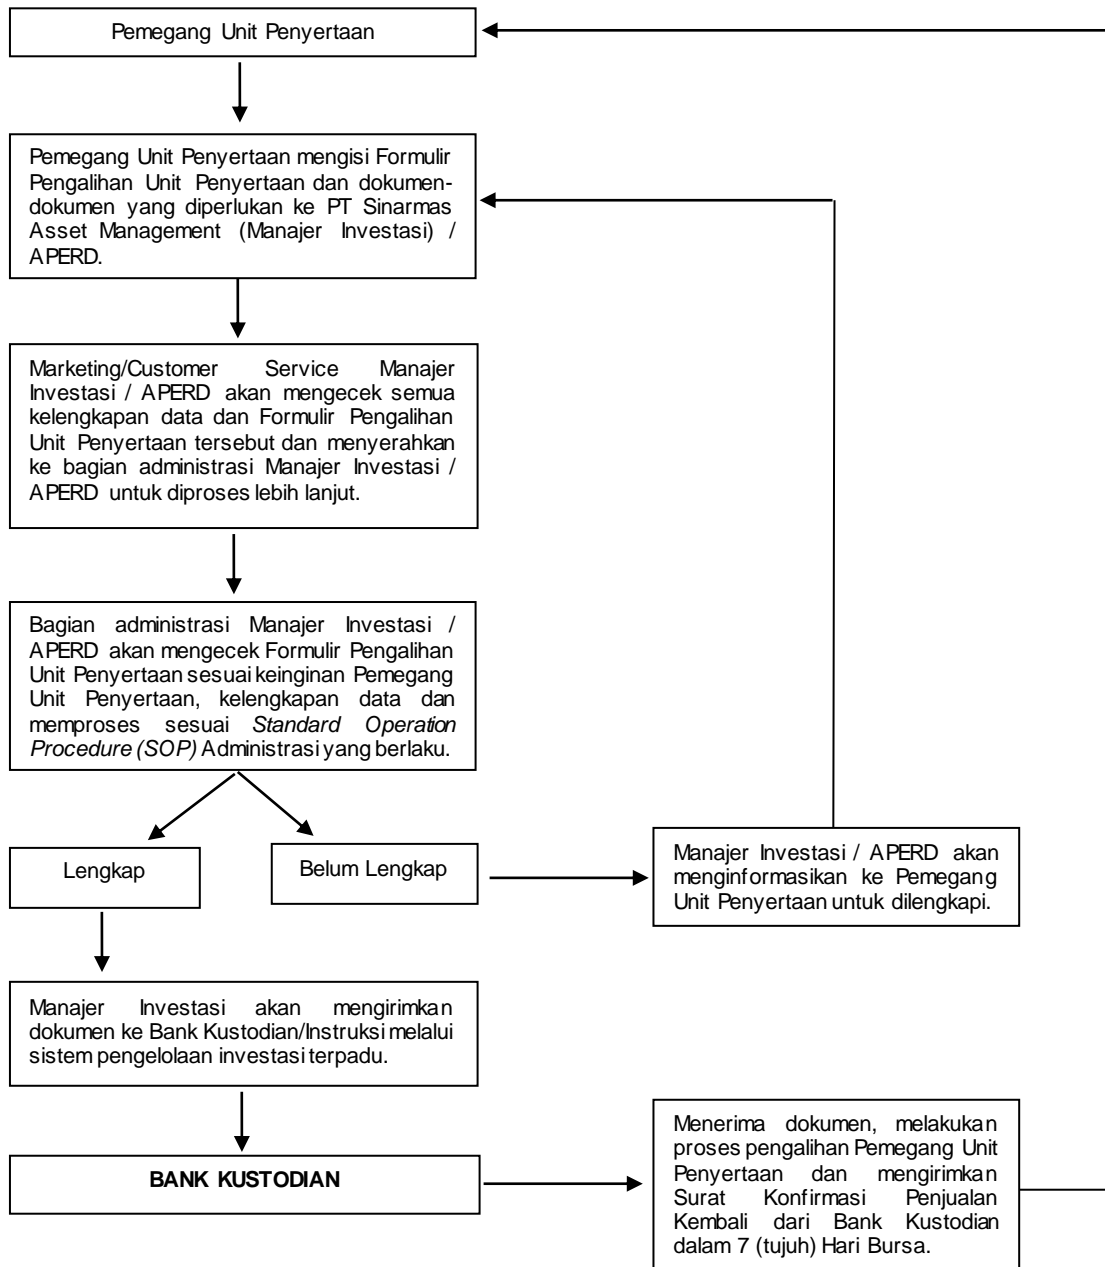 Pemegang Unit Penyertaan
Pemegang Unit Penyertaan mengisi Formulir
Pengalihan Unit Penyertaan dan dokumen-
dokumen yang diperlukan ke PT Sinarmas
Asset Management (Manajer Investasi) /
APERD.
Marketing/Customer Service Manajer
Investasi / APERD akan mengecek semua
kelengkapan data dan Formulir Pengalihan
Unit Penyertaan tersebut dan menyerahkan
ke bagian administrasi Manajer Investasi /
APERD untuk diproses lebih lanjut.
Bagian administrasi Manajer Investasi /
APERD akan mengecek Formulir Pengalihan
Unit Penyertaan sesuai keinginan Pemegang
Unit Penyertaan, kelengkapan data dan
memproses sesuai Standard Operation
Procedure (SOP) Administrasi yang berlaku.
Lengkap
Belum Lengkap
Manajer Investasi / APERD akan
menginformasikan ke Pemegang
Unit Penyertaan untuk dilengkapi.
Manajer Investasi akan mengirimkan
dokumen ke Bank Kustodian/Instruksi melalui
sistem pengelolaan investasi terpadu.
BANK KUSTODIAN
Menerima dokumen, melakukan
proses pengalihan Pemegang Unit
Penyertaan dan mengirimkan
Surat Konfirmasi Penjualan
Kembali dari Bank Kustodian
dalam 7 (tujuh) Hari Bursa.